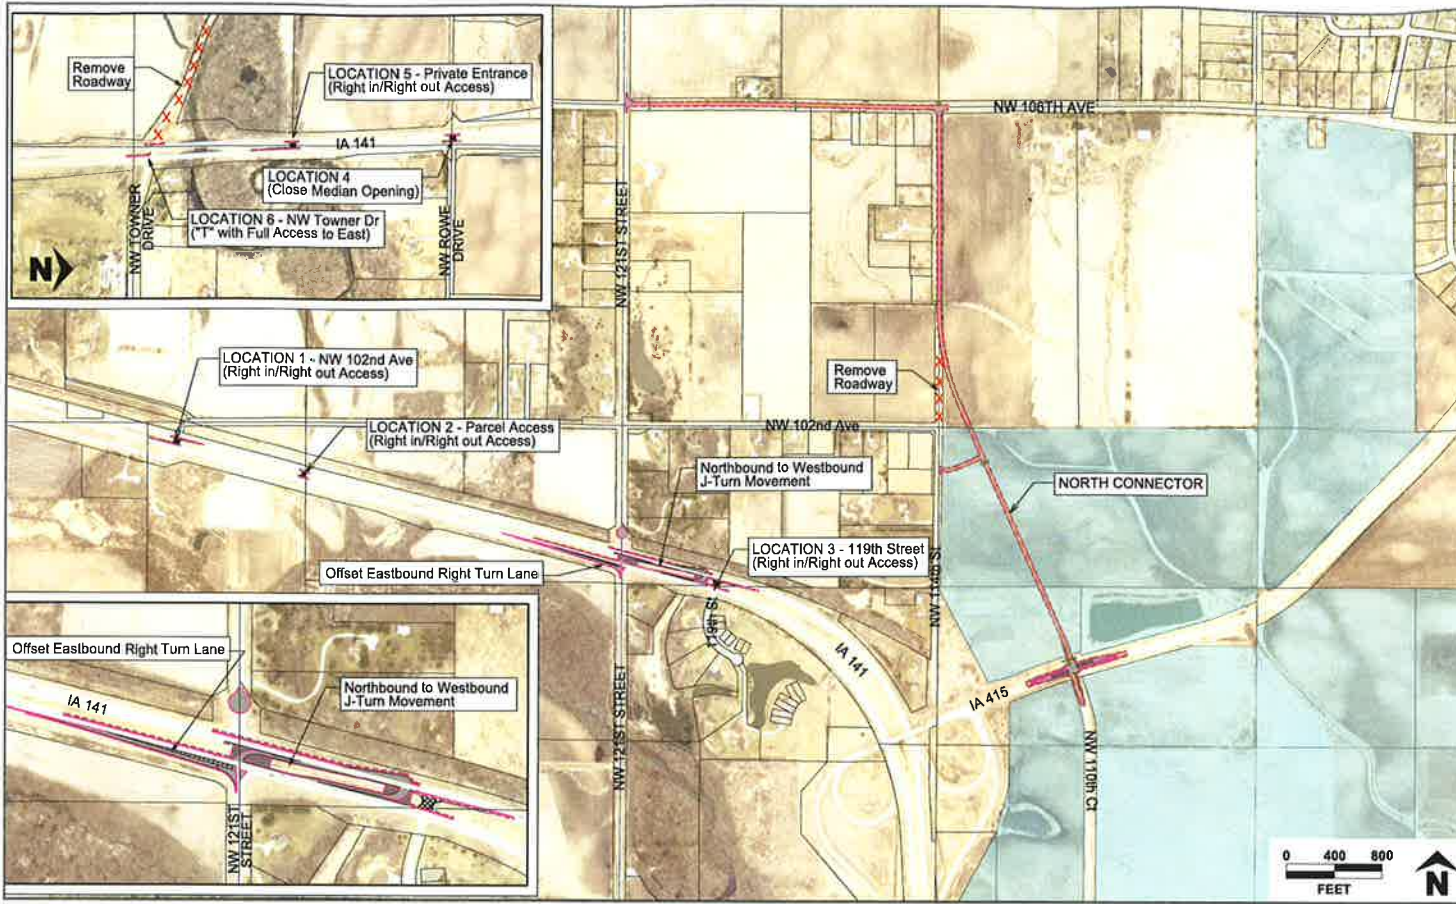 Remove
Roadway
LOCATION 5 - Private Entrance
(Right in/Right out Access)
IA 141
LOCATION 4
(Close Median Opening)
LOCATION 6 - NW Towner Dr
("T" with Full Access to East)
NW TOWNER
DRIVE
NW ROWE
DRIVE
N
NW 106TH AVE
NW 121ST STREET
LOCATION 1 - NW 102nd Ave
(Right in/Right out Access)
LOCATION 2 - Parcel Access
(Right in/Right out Access)
Remove
Roadway
NW 102nd Ave
Northbound to Westbound
J-Turn Movement
NORTH CONNECTOR
LOCATION 3 - 119th Street
(Right in/Right out Access)
Offset Eastbound Right Turn Lane
NW 114th St
119th St
IA 141
IA 415
NW 121ST STREET
NW 110th Ct
Offset Eastbound Right Turn Lane
IA 141
Northbound to Westbound
J-Turn Movement
NW 121ST
STREET
0 400 800
FEET
N